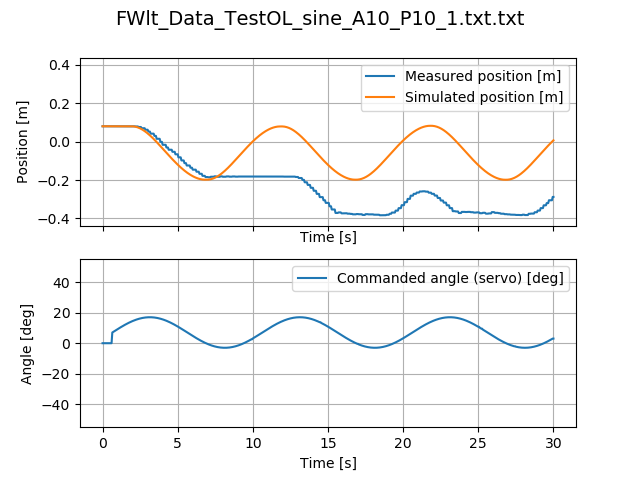 FWlt_Data_TestOL_sine_A10_P10_1.txt.txt
0.4
0.2
0.0
−0.2
−0.4
Position [m]
Measured position [m]
Simulated position [m]
Time [s]
40
20
0
−20
−40
Angle [deg]
Commanded angle (servo) [deg]
0 5 10 15 20 25 30
Time [s]